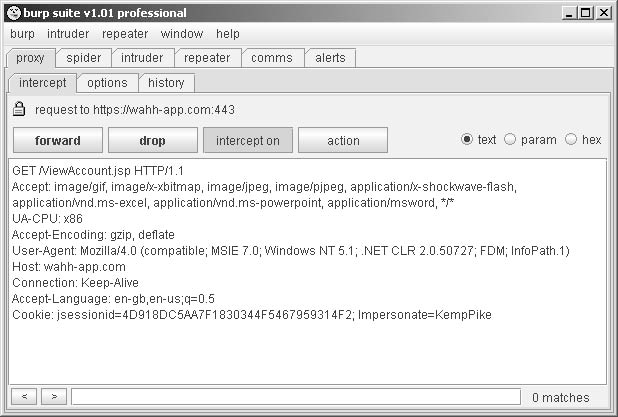 burp suite v1.01 professional
burp intruder repeater window help
proxy spider intruder repeater comms alerts
intercept options history
request to https://wahh-app.com:443
forward drop intercept on action text param hex
GET /ViewAccount.jsp HTTP/1.1
Accept: image/gif, image/x-xbitmap, image/jpeg, image/pjpeg, application/x-shockwave-flash,
application/vnd.ms-excel, application/vnd.ms-powerpoint, application/msword, */*
UA-CPU: x86
Accept-Encoding: gzip, deflate
User-Agent: Mozilla/4.0 (compatible; MSIE 7.0; Windows NT 5.1; .NET CLR 2.0.50727; FDM; InfoPath.1)
Host: wahh-app.com
Connection: Keep-Alive
Accept-Language: en-gb,en-us;q=0.5
Cookie: jsessionid=4D918DC5AA7F1830344F5467959314F2; Impersonate=KempPike
< > 0 matches